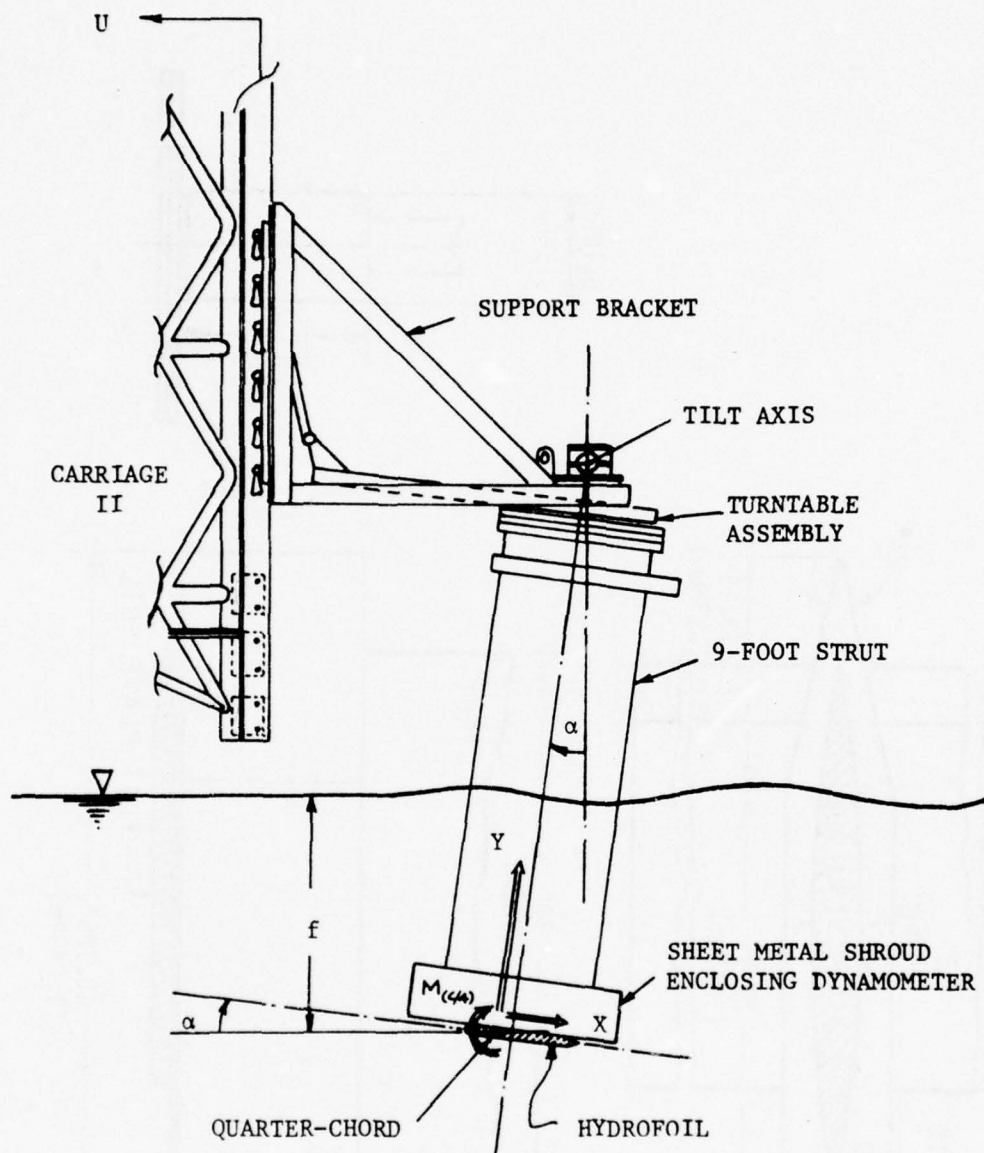 U
SUPPORT BRACKET
TILT AXIS
CARRIAGE
II
TURNTABLE
ASSEMBLY
9-FOOT STRUT
α
Y
f
SHEET METAL SHROUD
ENCLOSING DYNAMOMETER
M(c/4)
X
α
QUARTER-CHORD
HYDROFOIL